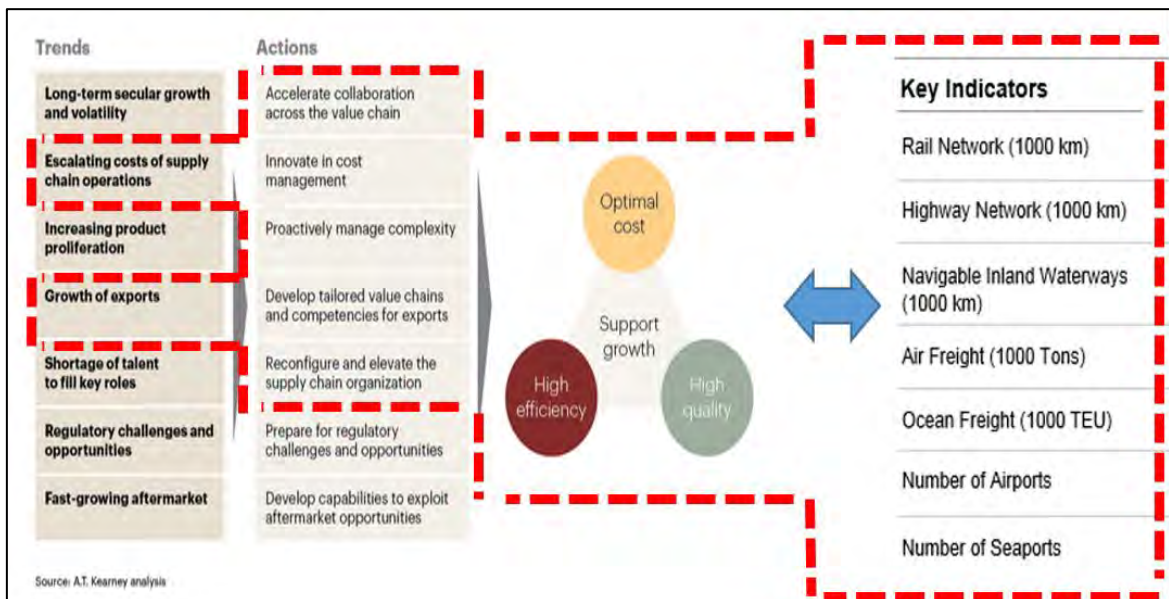 Trends
Long-term secular growth
and volatility
Escalating costs of supply
chain operations
Increasing product
proliferation
Growth of exports
Shortage of talent
to fill key roles
Regulatory challenges and
opportunities
Fast-growing aftermarket
Actions
Accelerate collaboration
across the value chain
Innovate in cost
management
Proactively manage complexity
Develop tailored value chains
and competencies for exports
Reconfigure and elevate the
supply chain organization
Prepare for regulatory
challenges and opportunities
Develop capabilities to exploit
aftermarket opportunities
Optimal
cost
Support
growth
High
efficiency
High
quality
Key Indicators
Rail Network (1000 km)
Highway Network (1000 km)
Navigable Inland Waterways
(1000 km)
Air Freight (1000 Tons)
Ocean Freight (1000 TEU)
Number of Airports
Number of Seaports
Source: A.T. Kearney analysis